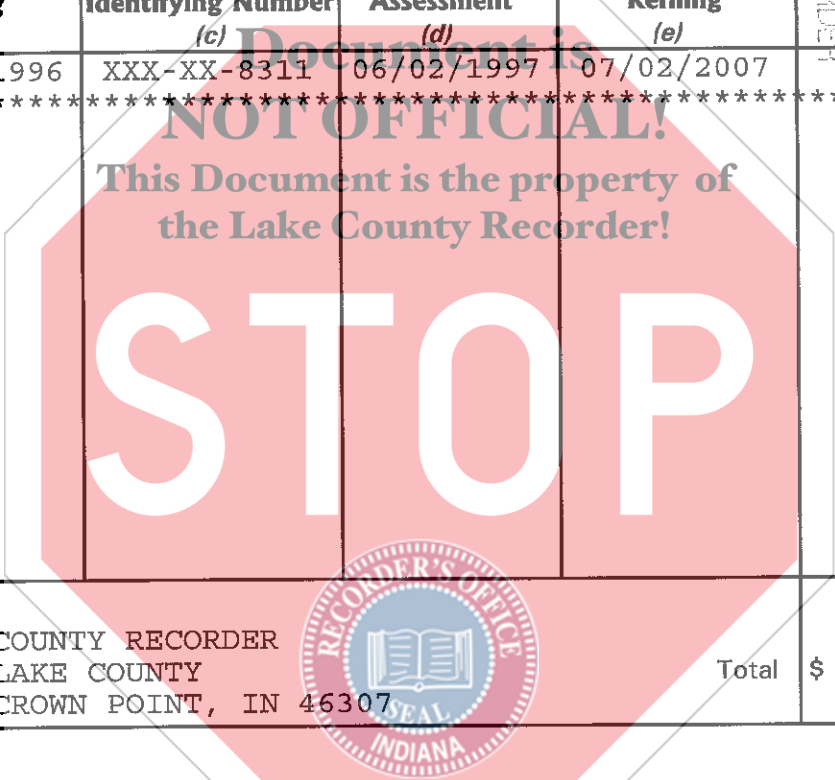 Identifying Number Assessment Refiling
(c) (d) (e)
Document is
1996 XXX-XX-8311 06/02/1997 07/02/2007
****************************************************
NOT OFFICIAL!
This Document is the property of
the Lake County Recorder!
STOP
COUNTY RECORDER
LAKE COUNTY
CROWN POINT, IN 46307
Total $
RECORDER'S OFFICE
SEAL
INDIANA